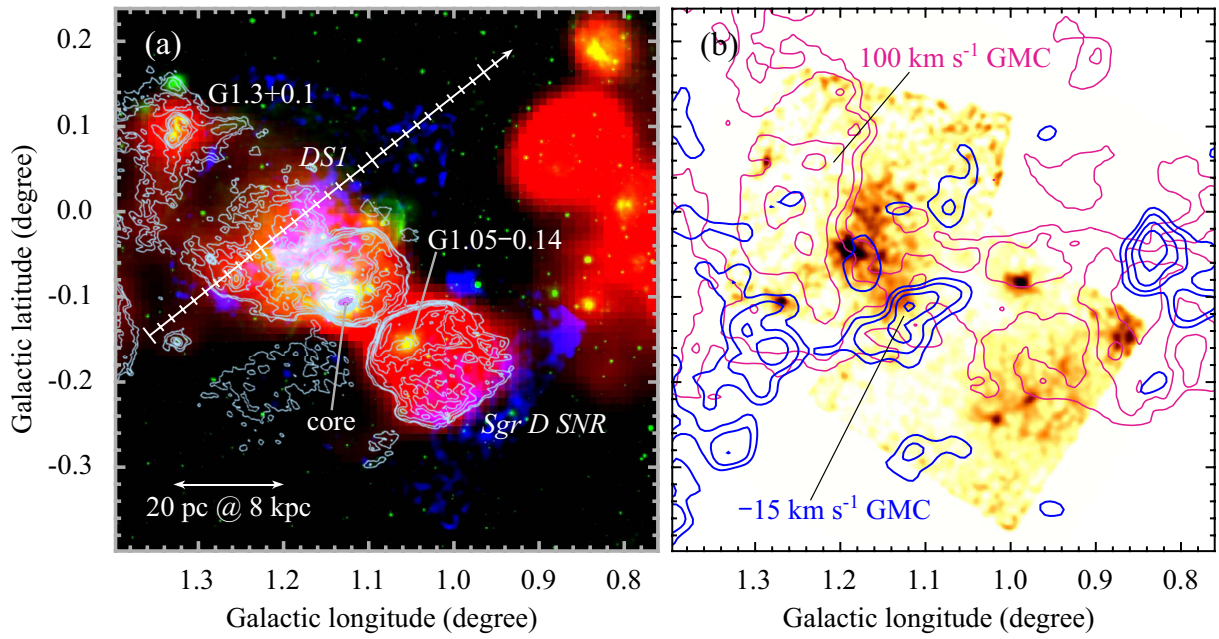 (a)
G1.3+0.1
DS1
G1.05−0.14
core
Sgr D SNR
20 pc @ 8 kpc
0.2
0.1
0.0
-0.1
-0.2
-0.3
Galactic latitude (degree)
1.3 1.2 1.1 1.0 0.9 0.8
Galactic longitude (degree)
(b)
100 km s⁻¹ GMC
−15 km s⁻¹ GMC
1.3 1.2 1.1 1.0 0.9 0.8
Galactic longitude (degree)